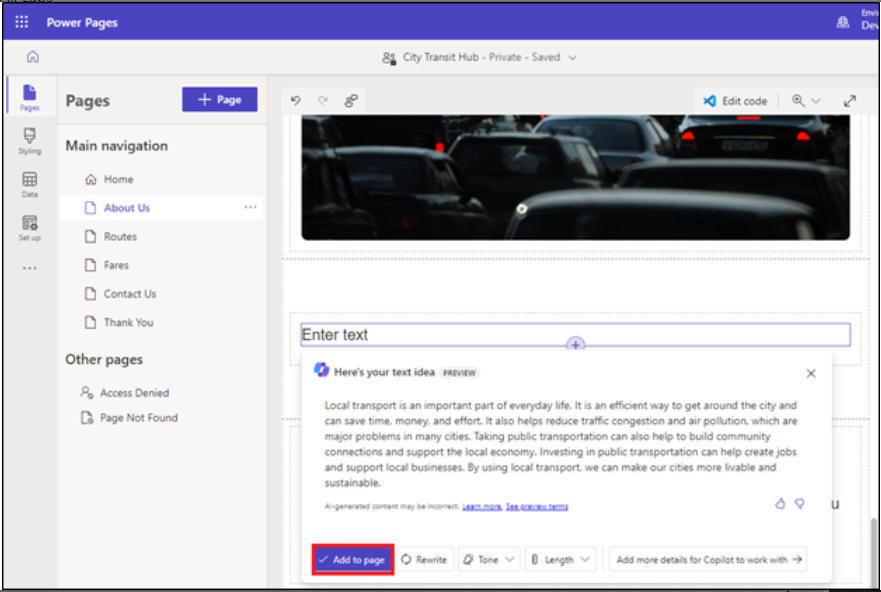 Power Pages
Envi
Dev
City Transit Hub - Private - Saved
Pages
Styling
Data
Set up
Pages
+ Page
Main navigation
Home
About Us
Routes
Fares
Contact Us
Thank You
Other pages
Access Denied
Page Not Found
Edit code
Enter text
Here's your text idea PREVIEW
Local transport is an important part of everyday life. It is an efficient way to get around the city and
can save time, money, and effort. It also helps reduce traffic congestion and air pollution, which are
major problems in many cities. Taking public transportation can also help to build community
connections and support the local economy. Investing in public transportation can help create jobs
and support local businesses. By using local transport, we can make our cities more livable and
sustainable.
AI-generated content may be incorrect. Learn more. See preview terms
u
Add to page Rewrite Tone Length Add more details for Copilot to work with →